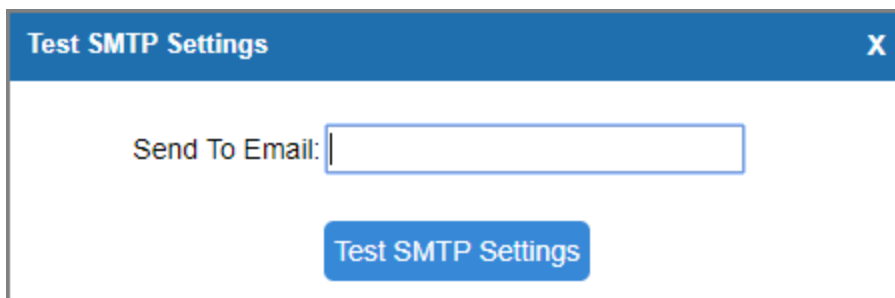 Test SMTP Settings X
Send To Email:
Test SMTP Settings